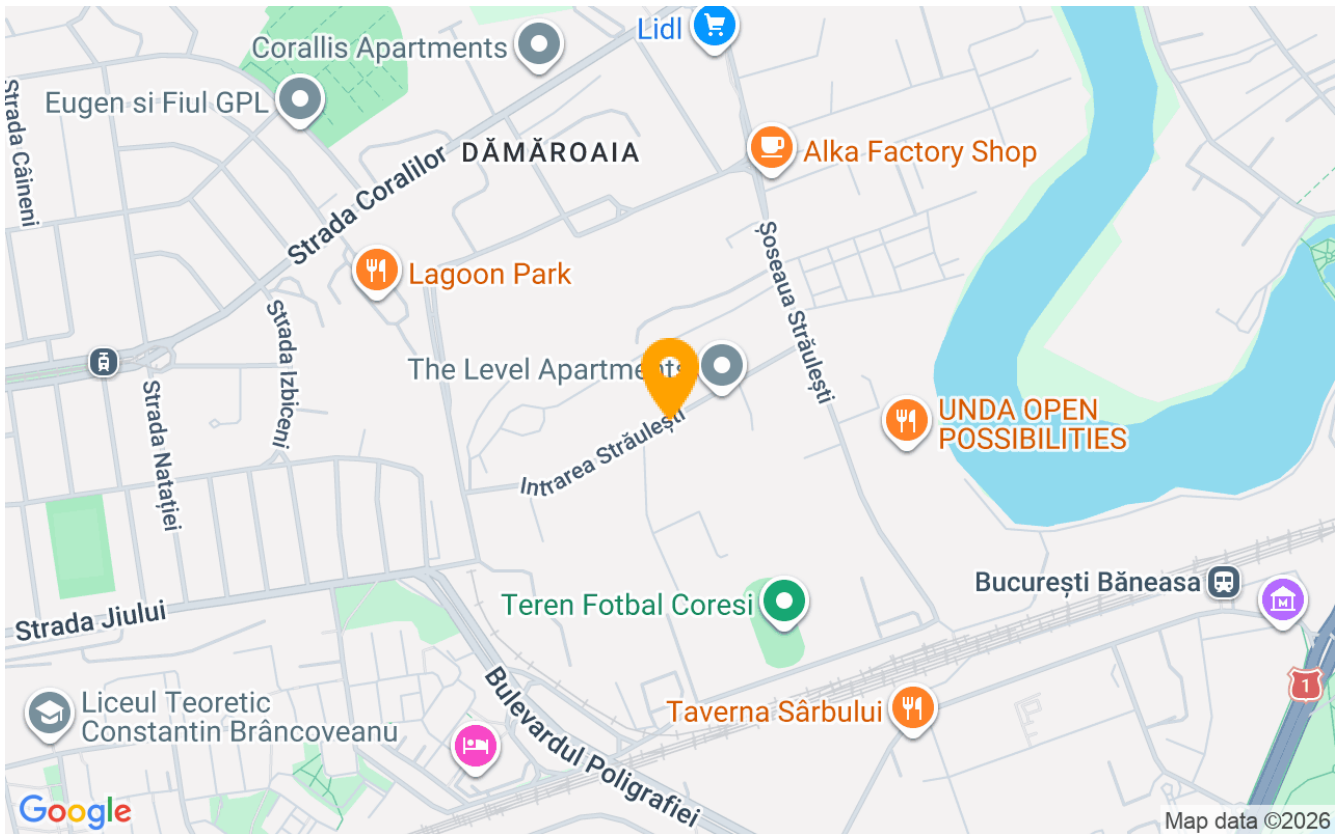 Lidl
Corallis Apartments
Eugen si Fiul GPL
Strada Câineni
DĂMĂROAIA
Alka Factory Shop
Strada Coralilor
Lagoon Park
Șoseaua Străulești
Strada Izbiceni
The Level Apartments
Strada Natației
UNDA OPEN
POSSIBILITIES
Intrarea Străulești
București Băneasa
M
Teren Fotbal Coresi
Strada Jiului
1
Liceul Teoretic
Constantin Brâncoveanu
Taverna Sârbului
Bulevardul Poligrafiei
Google
Map data ©2026